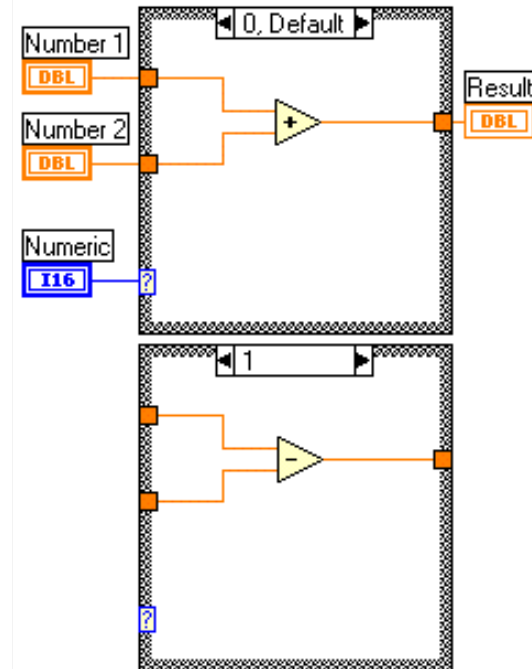 0, Default
Number 1
DBL
+
Result
DBL
Number 2
DBL
Numeric
I16
?
1
-
?